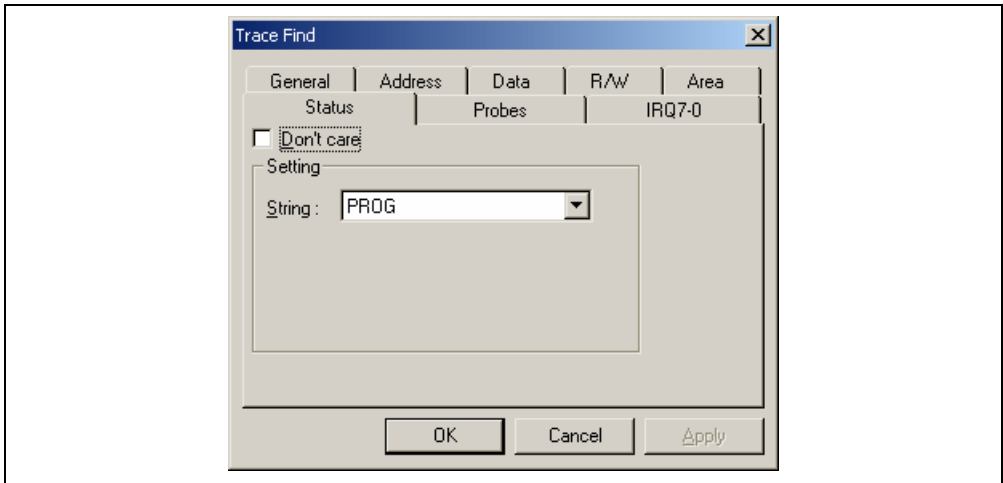 Trace Find
General Address Data R/W Area
Status Probes IRQ7-0
Don't care
Setting
String : PROG
OK Cancel Apply